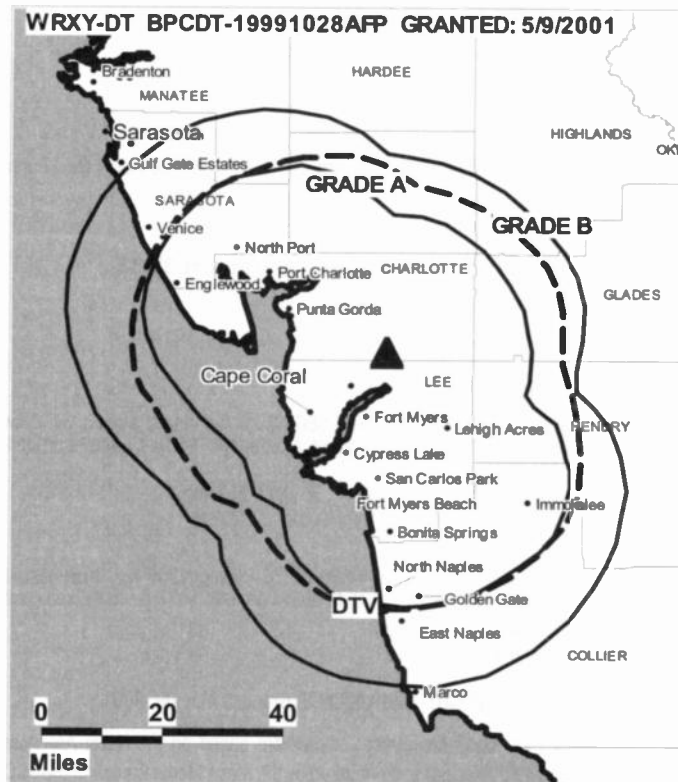 WRXY-DT BPCDT-19991028AFP GRANTED: 5/9/2001
HARDEE
Bradenton
MANATEE
HIGHLANDS
Sarasota
OK
Gulf Gate Estates
GRADE A
SARASOTA
GRADE B
Venice
North Port
CHARLOTTE
Port Charlotte
Englewood
GLADES
Punta Gorda
Cape Coral
LEE
Fort Myers
Lehigh Acres
HENDRY
Cypress Lake
San Carlos Park
Fort Myers Beach
Immokalee
Bonita Springs
North Naples
DTV
Golden Gate
East Naples
COLLIER
Marco
0 20 40
Miles